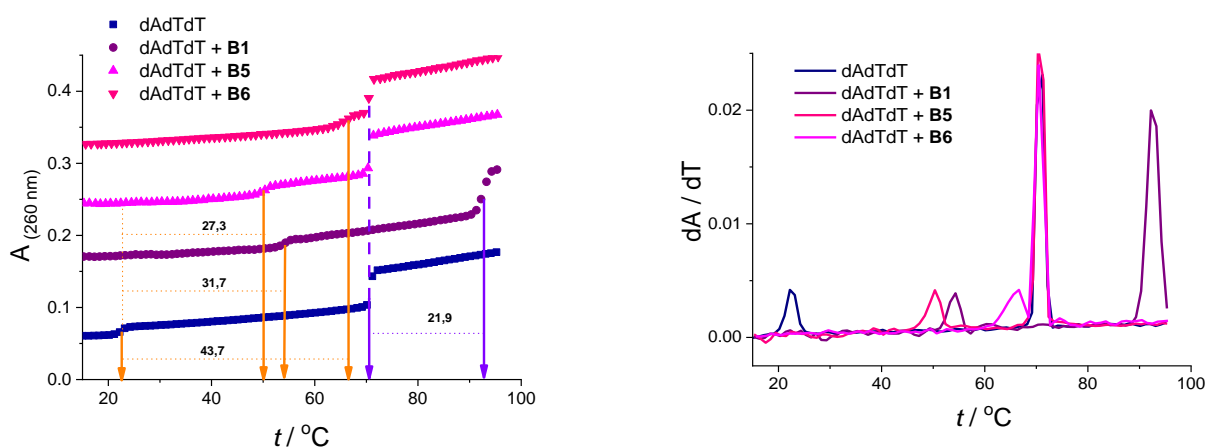 dAdTdT
dAdTdT + B1
dAdTdT + B5
dAdTdT + B6
0.4
0.3
0.2
0.1
0.0
A (260 nm)
27,3
31,7
21,9
43,7
20 40 60 80 100
t / °C
dAdTdT
dAdTdT + B1
dAdTdT + B5
dAdTdT + B6
0.02
0.01
0.00
dA / dT
20 40 60 80 100
t / °C